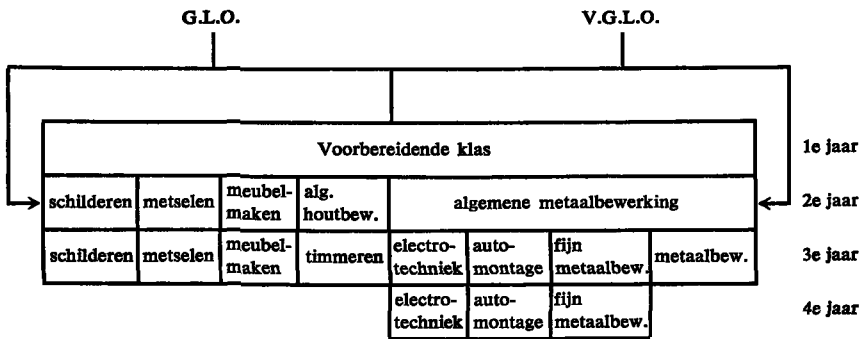 G.L.O. V.G.L.O.
Voorbereidende klas 1e jaar
schilderen metselen meubel- alg. algemene metaalbewerking 2e jaar
maken houtbew.
schilderen metselen meubel- timmeren electro- auto- fijn metaalbew. 3e jaar
maken techniek montage metaalbew.
electro- auto- fijn 4e jaar
techniek montage metaalbew.